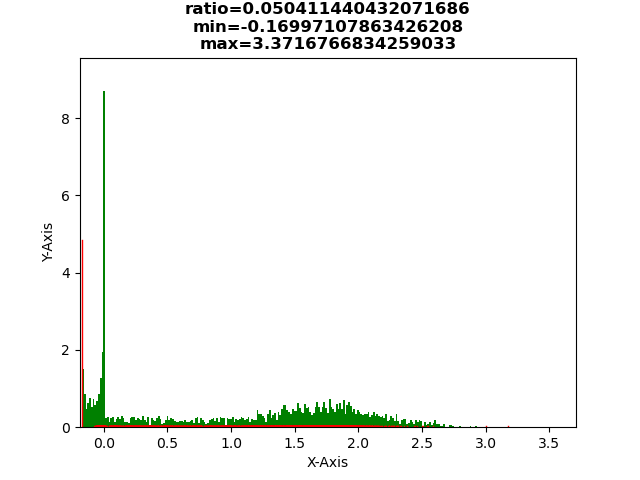 ratio=0.050411440432071686
min=-0.16997107863426208
max=3.3716766834259033
Y-Axis
8
6
4
2
0
0.0 0.5 1.0 1.5 2.0 2.5 3.0 3.5
X-Axis